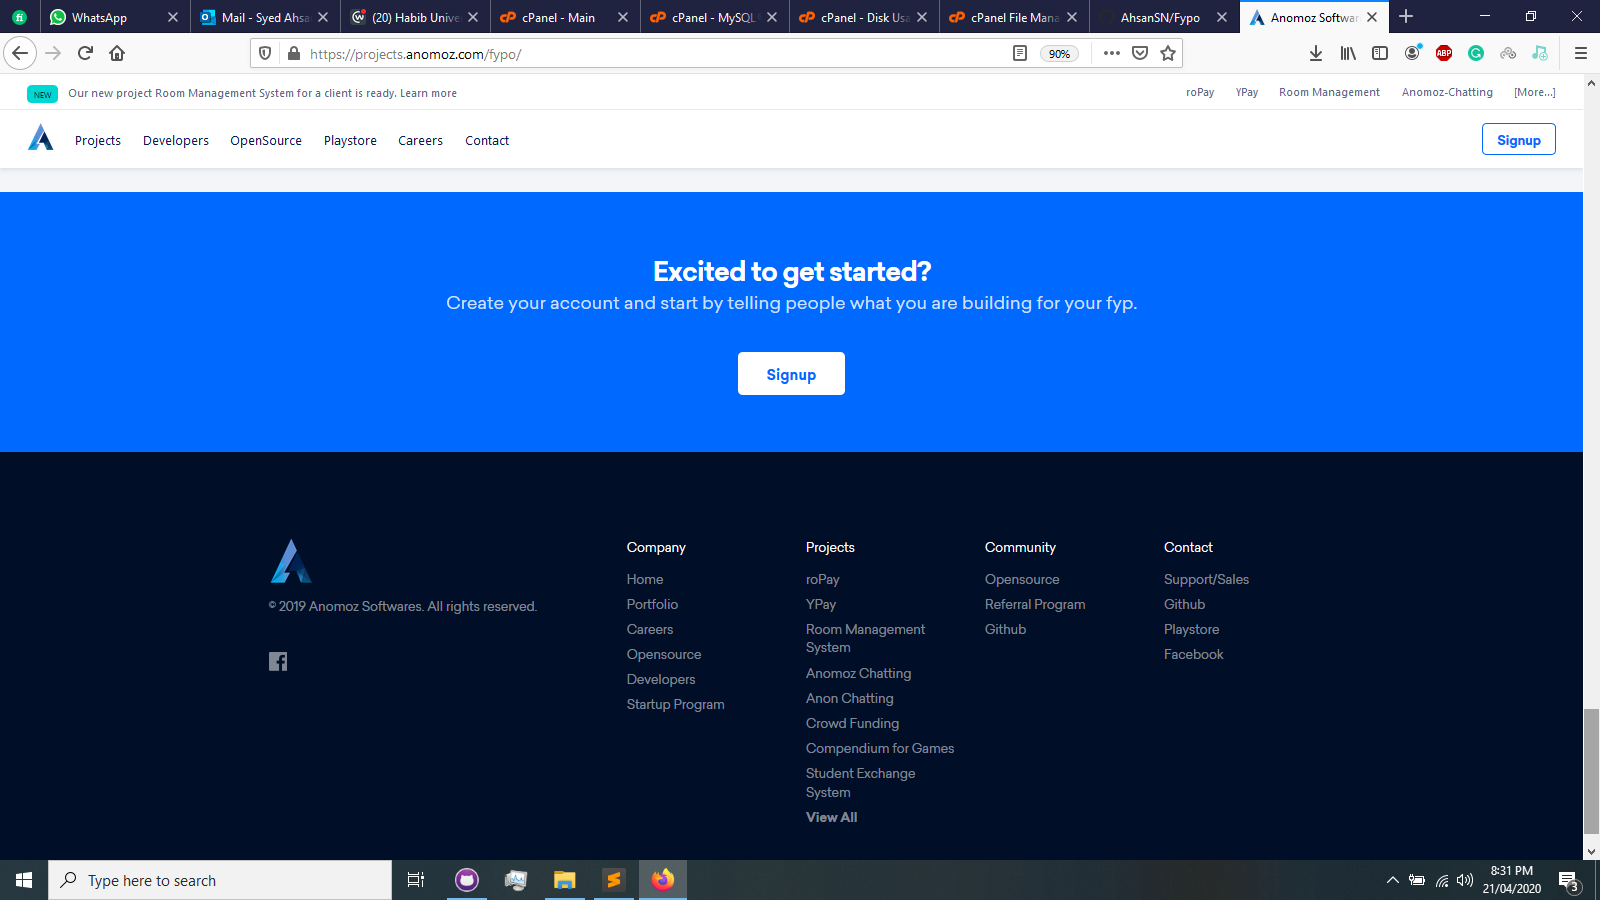 WhatsApp
Mail - Syed Ahsa
(20) Habib Unive
cPanel - Main
cPanel - MySQL
cPanel - Disk Usa
cPanel File Mana
AhsanSN/Fypo
Anomoz Softwar
https://projects.anomoz.com/fypo/
90%
ABP
NEW Our new project Room Management System for a client is ready. Learn more
roPay YPay Room Management Anomoz-Chatting [More...]
Projects Developers OpenSource Playstore Careers Contact
Signup
Excited to get started?
Create your account and start by telling people what you are building for your fyp.
Signup
© 2019 Anomoz Softwares. All rights reserved.
Company
Home
Portfolio
Careers
Opensource
Developers
Startup Program
Projects
roPay
YPay
Room Management
System
Anomoz Chatting
Anon Chatting
Crowd Funding
Compendium for Games
Student Exchange
System
View All
Community
Opensource
Referral Program
Github
Contact
Support/Sales
Github
Playstore
Facebook
Type here to search
8:31 PM
21/04/2020
3